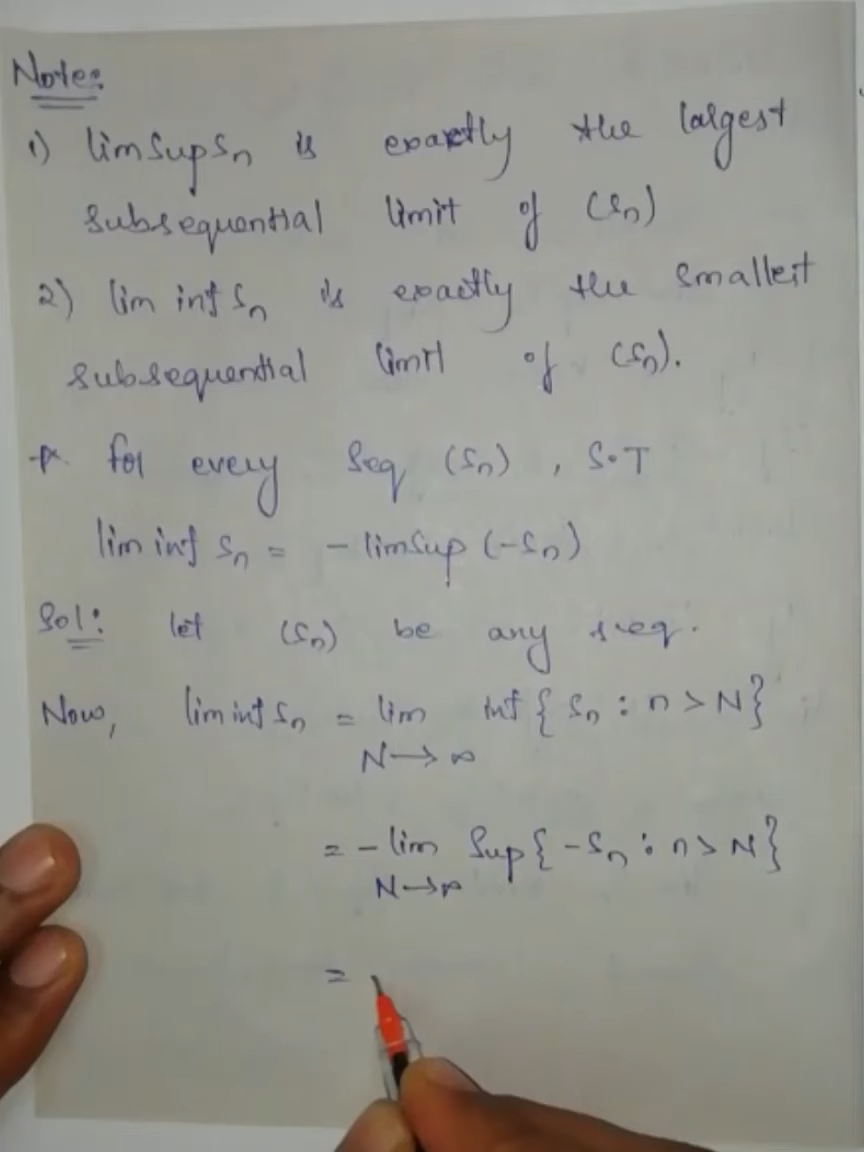 Note:
1) lim Sup Sn is exactly the largest
subsequential limit of (Sn)
2) lim inf Sn is exactly the smallest
subsequential limit of (Sn).
* for every Seq (Sn), S.T
lim inf Sn = - lim Sup (-Sn)
Sol: let (Sn) be any seq.
Now, lim inf Sn = lim inf { Sn : n > N}
N→∞
= - lim Sup { -Sn : n > N}
N→∞
=